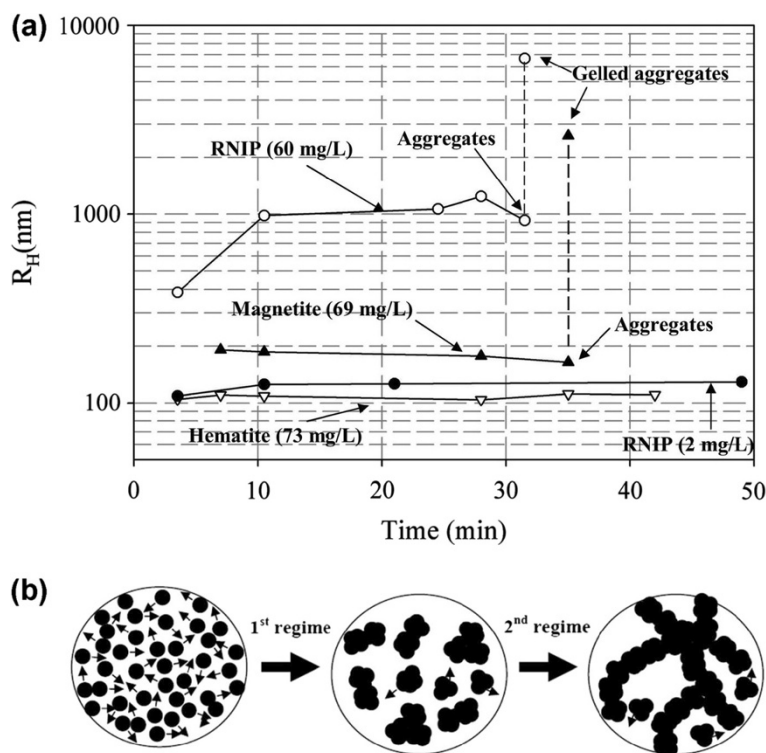 (a)
10000
1000
100
R_H(nm)
Gelled aggregates
Aggregates
RNIP (60 mg/L)
Magnetite (69 mg/L)
Aggregates
Hematite (73 mg/L)
RNIP (2 mg/L)
0 10 20 30 40 50
Time (min)
(b)
1st regime
2nd regime